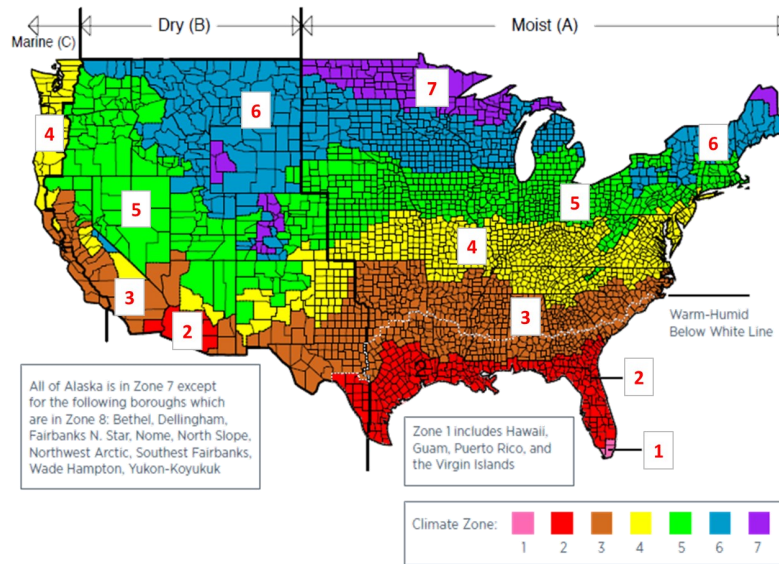 Dry (B)
Moist (A)
Marine (C)
7
6
6
4
5
5
4
3
3
2
Warm-Humid
Below White Line
2
1
All of Alaska is in Zone 7 except
for the following boroughs which
are in Zone 8: Bethel, Dellingham,
Fairbanks N. Star, Nome, North Slope,
Northwest Arctic, Southest Fairbanks,
Wade Hampton, Yukon-Koyukuk
Zone 1 includes Hawaii,
Guam, Puerto Rico, and
the Virgin Islands
Climate Zone:
1 2 3 4 5 6 7